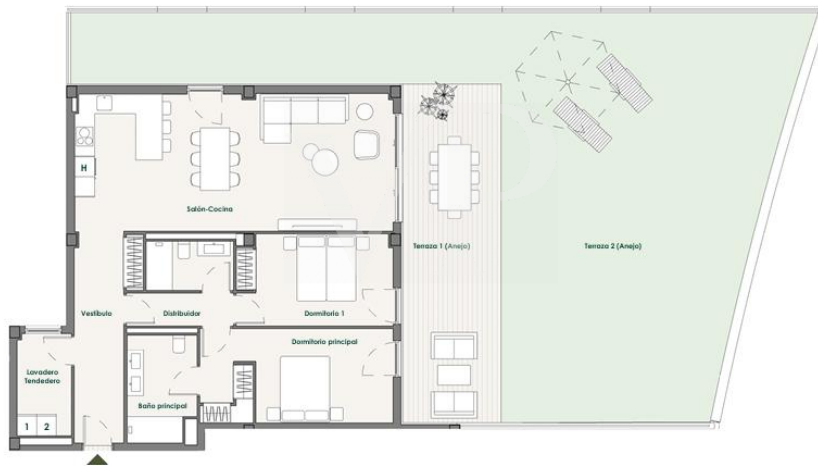 H
Salón-Cocina
Terraza 1 (Anejo)
Terraza 2 (Anejo)
Vestíbulo
Distribuidor
Dormitorio 1
Dormitorio principal
Lavadero
Tendedero
Baño principal
1 2